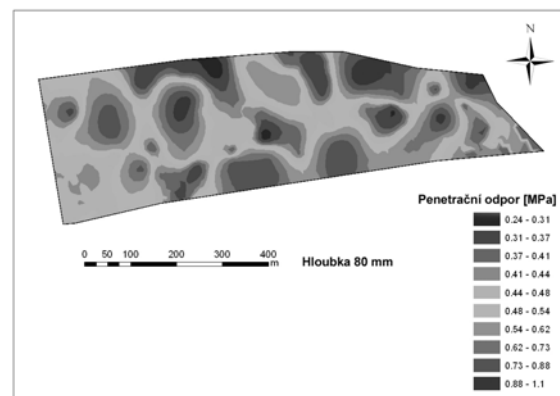 N
Penetrační odpor [MPa]
0.24 - 0.31
0.31 - 0.37
0.37 - 0.41
0.41 - 0.44
0.44 - 0.48
0.48 - 0.54
0.54 - 0.62
0.62 - 0.73
0.73 - 0.88
0.88 - 1.1
0 50 100 200 300 400
m
Hloubka 80 mm